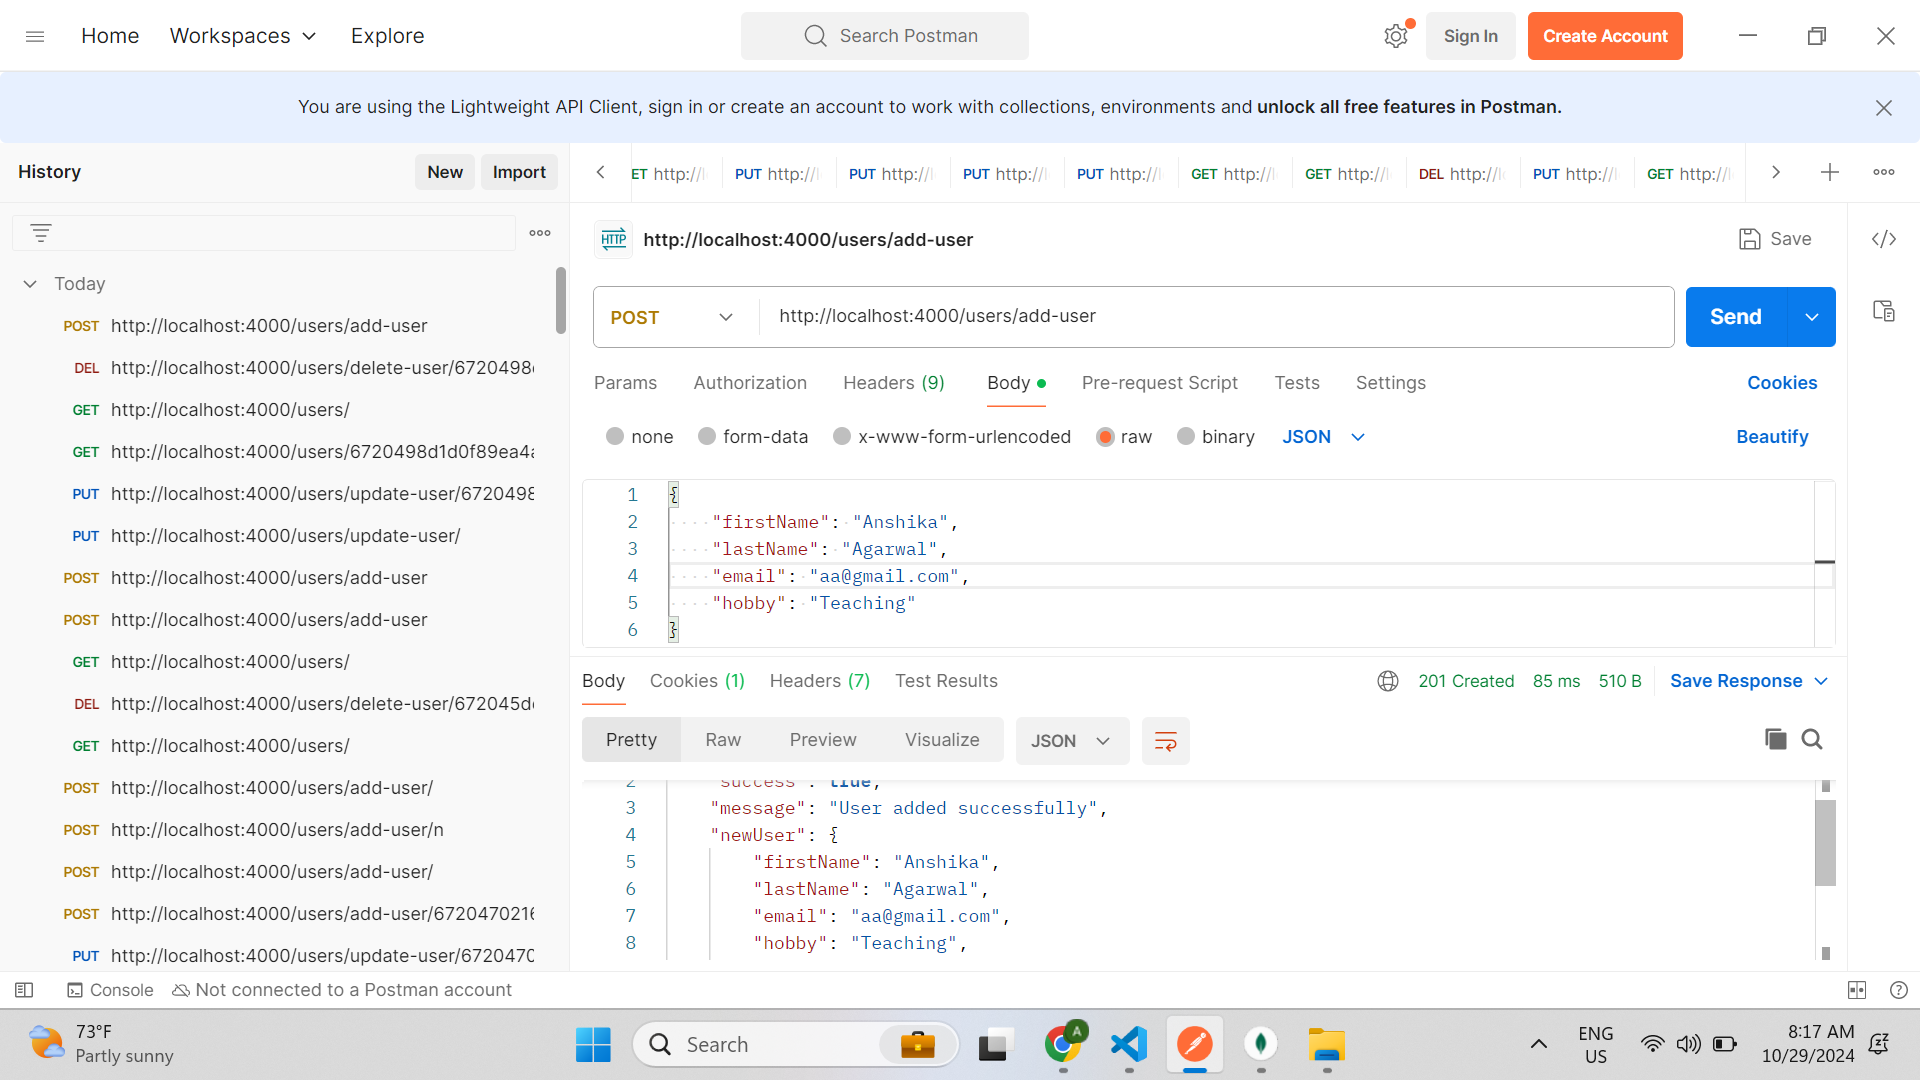 Home Workspaces Explore
Search Postman
Sign In Create Account
You are using the Lightweight API Client, sign in or create an account to work with collections, environments and unlock all free features in Postman.
History New Import
Today
POST http://localhost:4000/users/add-user
DEL http://localhost:4000/users/delete-user/6720498
GET http://localhost:4000/users/
GET http://localhost:4000/users/6720498d1d0f89ea4a
PUT http://localhost:4000/users/update-user/6720498
PUT http://localhost:4000/users/update-user/
POST http://localhost:4000/users/add-user
POST http://localhost:4000/users/add-user
GET http://localhost:4000/users/
DEL http://localhost:4000/users/delete-user/672045d
GET http://localhost:4000/users/
POST http://localhost:4000/users/add-user/
POST http://localhost:4000/users/add-user/n
POST http://localhost:4000/users/add-user/
POST http://localhost:4000/users/add-user/6720470216
PUT http://localhost:4000/users/update-user/672047
ET http://l PUT http://l PUT http://l PUT http://l PUT http://l GET http://l GET http://l DEL http://l PUT http://l GET http://l
HTTP http://localhost:4000/users/add-user Save
POST http://localhost:4000/users/add-user Send
Params Authorization Headers (9) Body Pre-request Script Tests Settings Cookies
none form-data x-www-form-urlencoded raw binary JSON Beautify
1 {
2 "firstName": "Anshika",
3 "lastName": "Agarwal",
4 "email": "aa@gmail.com",
5 "hobby": "Teaching"
6 }
Body Cookies (1) Headers (7) Test Results 201 Created 85 ms 510 B Save Response
Pretty Raw Preview Visualize JSON
2 "success": true,
3 "message": "User added successfully",
4 "newUser": {
5 "firstName": "Anshika",
6 "lastName": "Agarwal",
7 "email": "aa@gmail.com",
8 "hobby": "Teaching",
Console Not connected to a Postman account
73°F
Partly sunny
Search
A
ENG
US
8:17 AM
10/29/2024